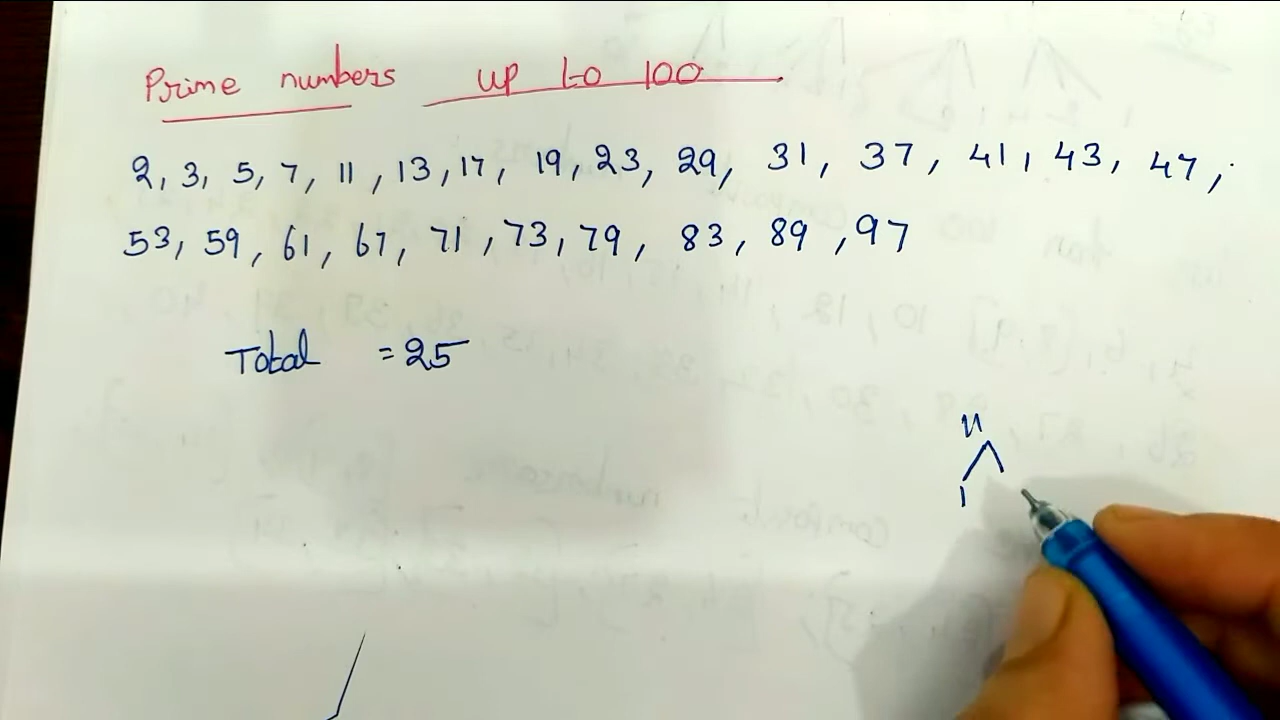 Prime numbers up to 100
2, 3, 5, 7, 11, 13, 17, 19, 23, 29, 31, 37, 41, 43, 47,
53, 59, 61, 67, 71, 73, 79, 83, 89, 97
Total = 25
11
1